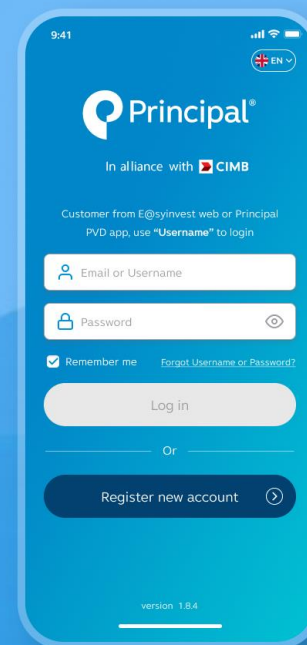 9:41
EN
Principal®
In alliance with CIMB
Customer from E@syinvest web or Principal
PVD app, use “Username” to login
Email or Username
Password
Remember me Forgot Username or Password?
Log in
Or
Register new account
version 1.8.4